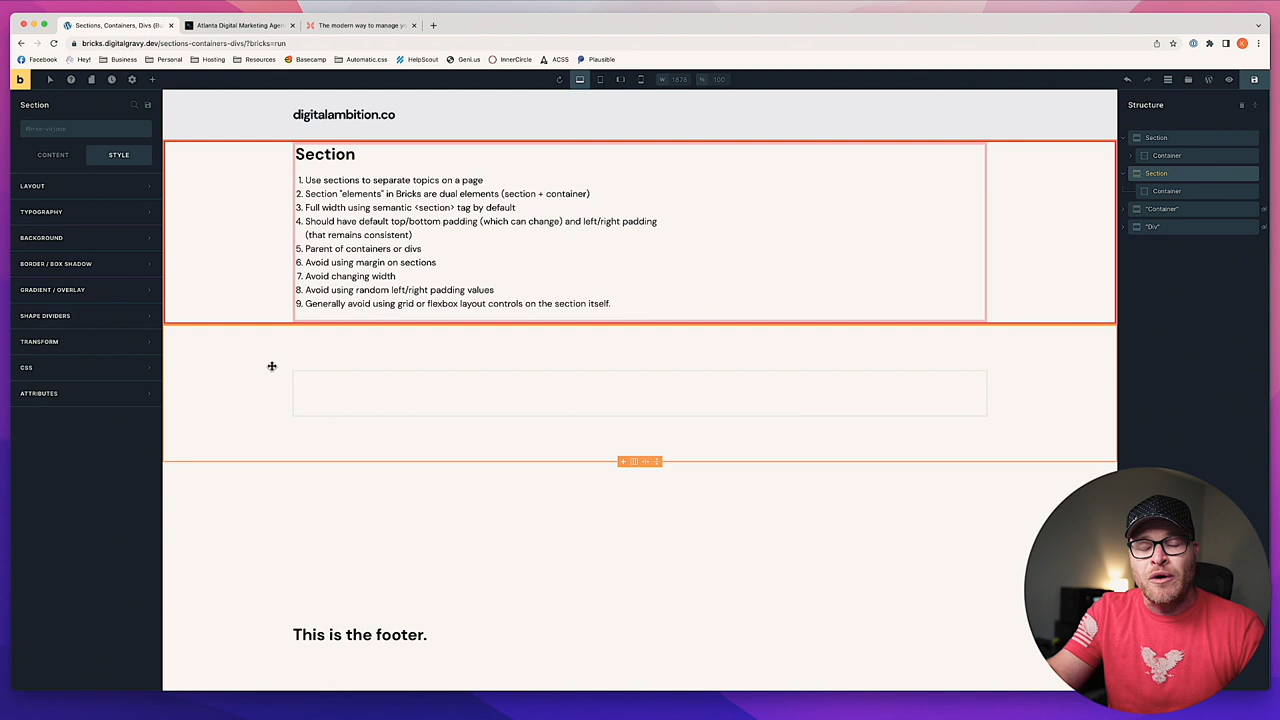 Sections, Containers, Divs (Bu
Atlanta Digital Marketing Agen
The modern way to manage yo
bricks.digitalgravy.dev/sections-containers-divs/?bricks=run
Facebook
Hey!
Business
Personal
Hosting
Resources
Basecamp
Automatic.css
HelpScout
Geni.us
InnerCircle
ACSS
Plausible
b
W 1878 % 100
Section
Structure
CONTENT
STYLE
LAYOUT
TYPOGRAPHY
BACKGROUND
BORDER / BOX SHADOW
GRADIENT / OVERLAY
SHAPE DIVIDERS
TRANSFORM
CSS
ATTRIBUTES
digitalambition.co
Section
1. Use sections to separate topics on a page
2. Section "elements" in Bricks are dual elements (section + container)
3. Full width using semantic <section> tag by default
4. Should have default top/bottom padding (which can change) and left/right padding
(that remains consistent)
5. Parent of containers or divs
6. Avoid using margin on sections
7. Avoid changing width
8. Avoid using random left/right padding values
9. Generally avoid using grid or flexbox layout controls on the section itself.
This is the footer.
Section
Container
Section
Container
"Container"
"Div"